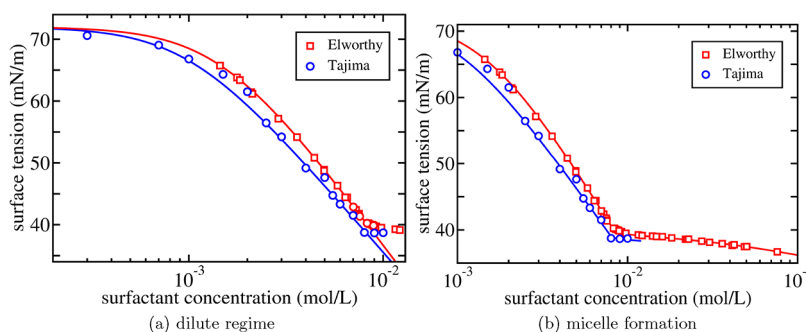 70
60
50
40
surface tension (mN/m)
Elworthy
Tajima
10⁻³
10⁻²
surfactant concentration (mol/L)
(a) dilute regime
70
60
50
40
surface tension (mN/m)
Elworthy
Tajima
10⁻³
10⁻²
surfactant concentration (mol/L)
(b) micelle formation